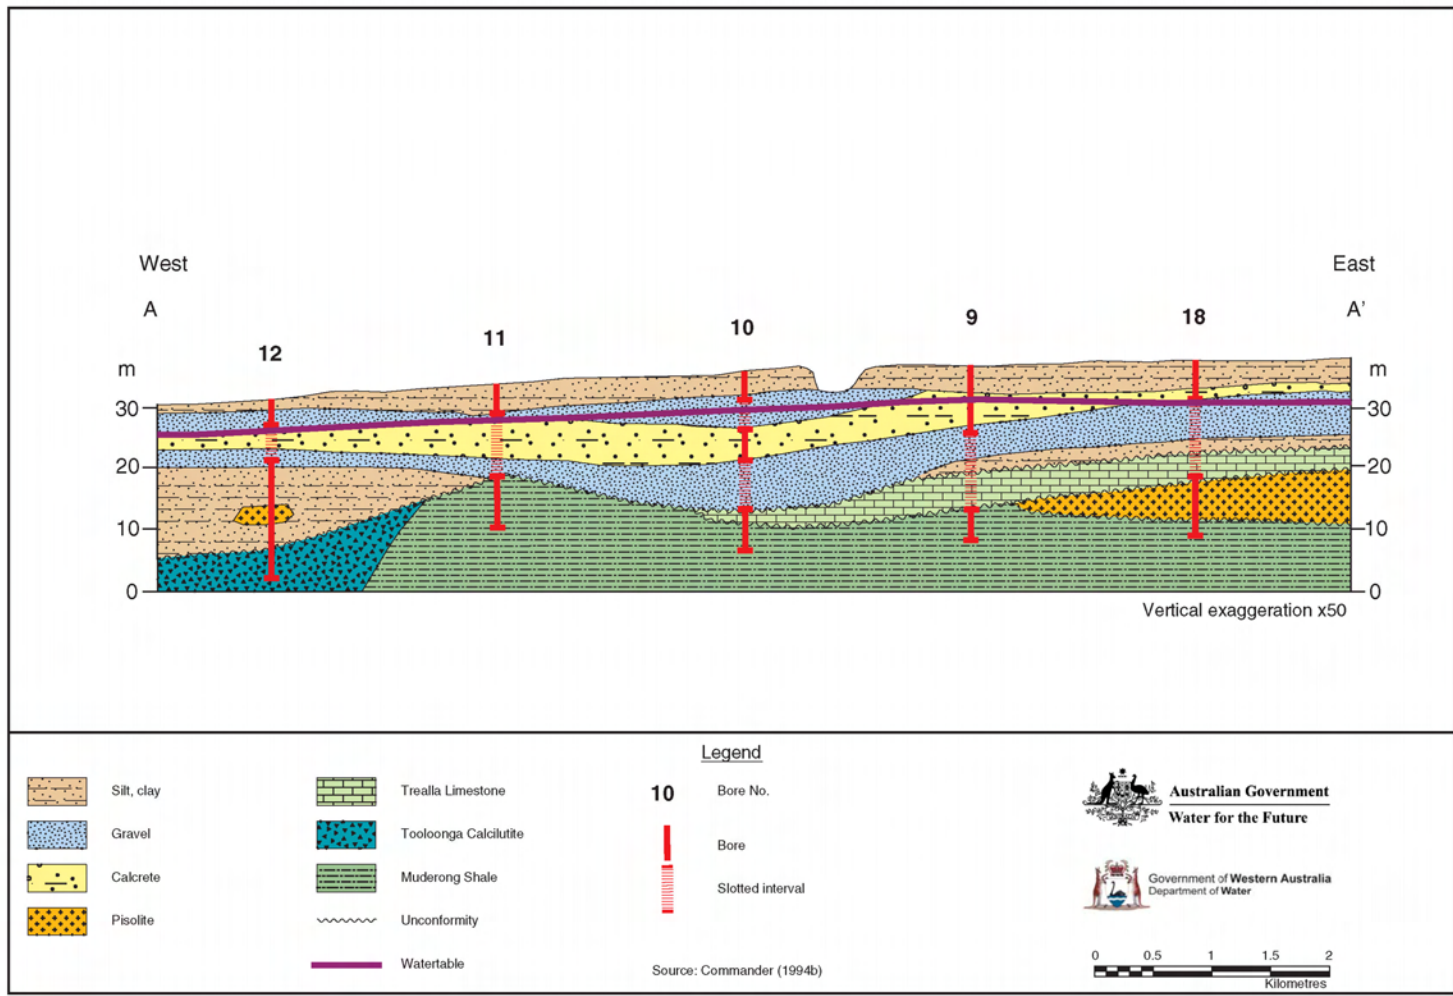 West
East
A
A’
12
11
10
9
18
m
m
30
30
20
20
10
10
0
0
Vertical exaggeration x50
Legend
Silt, clay
Gravel
Calcrete
Pisolite
Trealla Limestone
Tooloonga Calcilutite
Muderong Shale
Unconformity
Watertable
10
Bore No.
Bore
Slotted interval
Source: Commander (1994b)
Australian Government
Water for the Future
Government of Western Australia
Department of Water
0 0.5 1 1.5 2
Kilometres